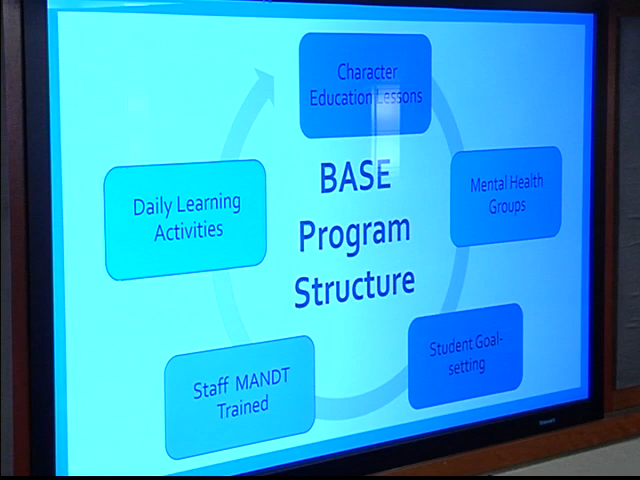 Character
Education Lessons
Mental Health
Groups
Student Goal-
setting
Staff MANDT
Trained
Daily Learning
Activities
BASE
Program
Structure